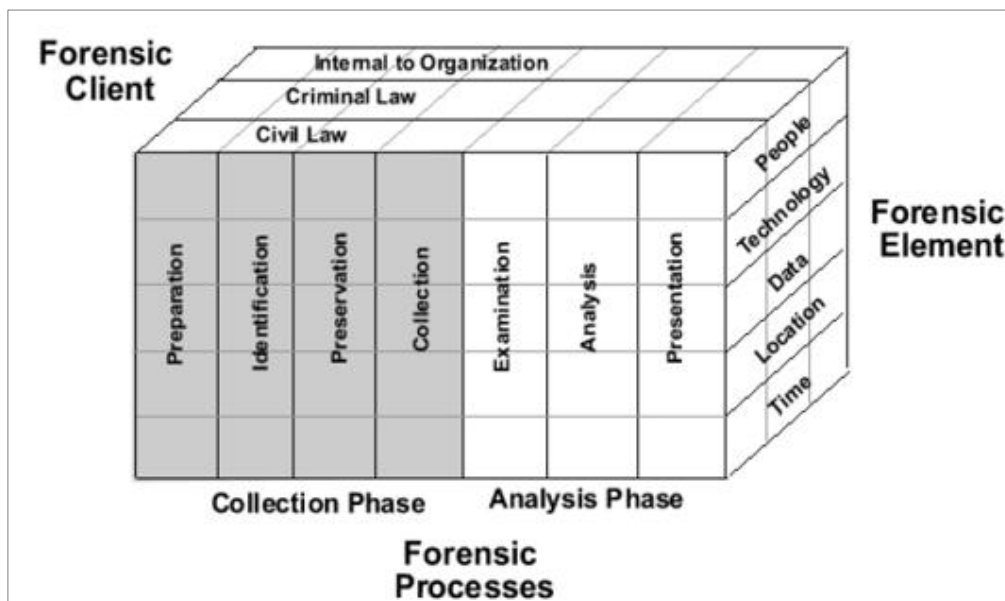 Forensic
Client
Internal to Organization
Criminal Law
Civil Law
People
Technology
Data
Location
Time
Forensic
Element
Preparation
Identification
Preservation
Collection
Examination
Analysis
Presentation
Collection Phase
Analysis Phase
Forensic
Processes